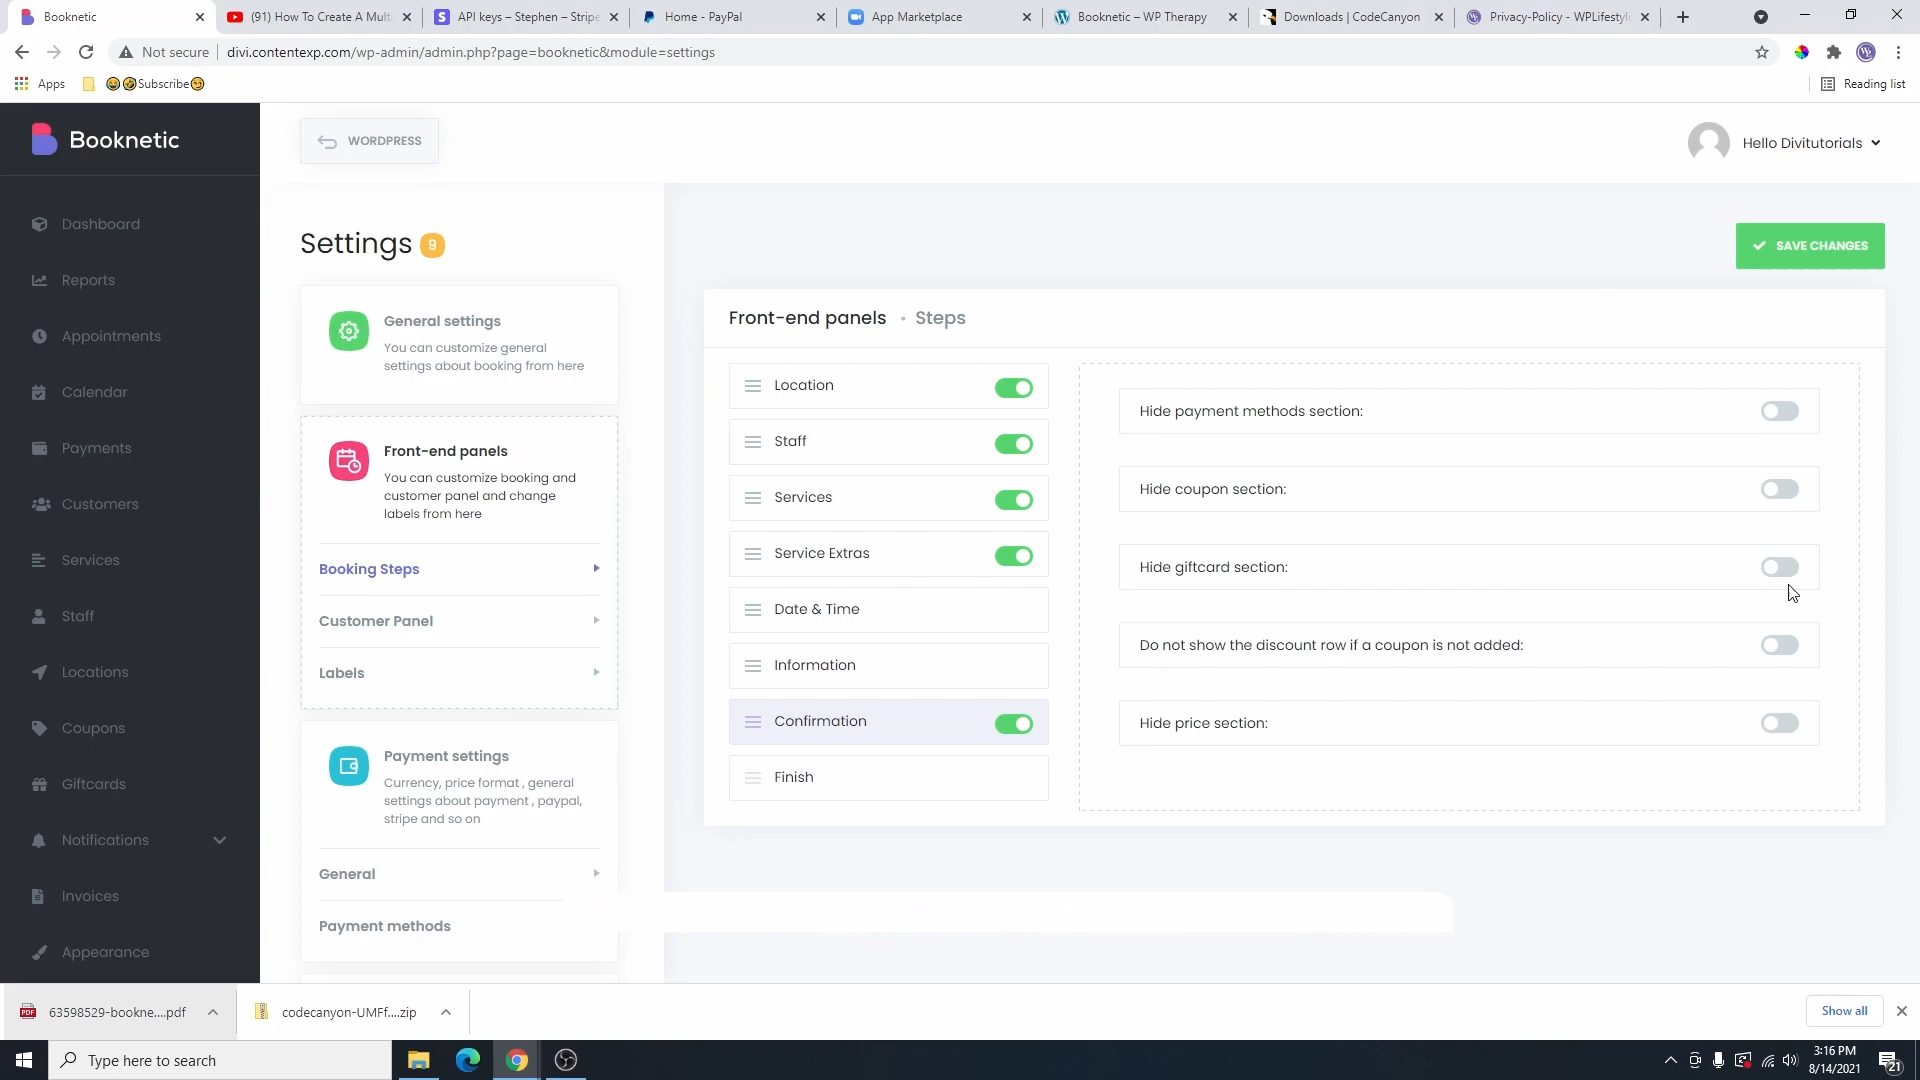 Booknetic
(91) How To Create A Multi
API keys – Stephen – Stripe
Home - PayPal
App Marketplace
Booknetic – WP Therapy
Downloads | CodeCanyon
Privacy-Policy - WPLifestyle
Not secure
divi.contentexp.com/wp-admin/admin.php?page=booknetic&module=settings
Apps
Subscribe
Reading list
Booknetic
WORDPRESS
Hello Divitutorials
Dashboard
Reports
Appointments
Calendar
Payments
Customers
Services
Staff
Locations
Coupons
Giftcards
Notifications
Invoices
Appearance
Settings 9
General settings
You can customize general
settings about booking from here
Front-end panels
You can customize booking and
customer panel and change
labels from here
Booking Steps
Customer Panel
Labels
Payment settings
Currency, price format , general
settings about payment , paypal,
stripe and so on
General
Payment methods
SAVE CHANGES
Front-end panels • Steps
Location
Staff
Services
Service Extras
Date & Time
Information
Confirmation
Finish
Hide payment methods section:
Hide coupon section:
Hide giftcard section:
Do not show the discount row if a coupon is not added:
Hide price section:
63598529-bookne....pdf
codecanyon-UMFf....zip
Show all
Type here to search
3:16 PM
8/14/2021
21